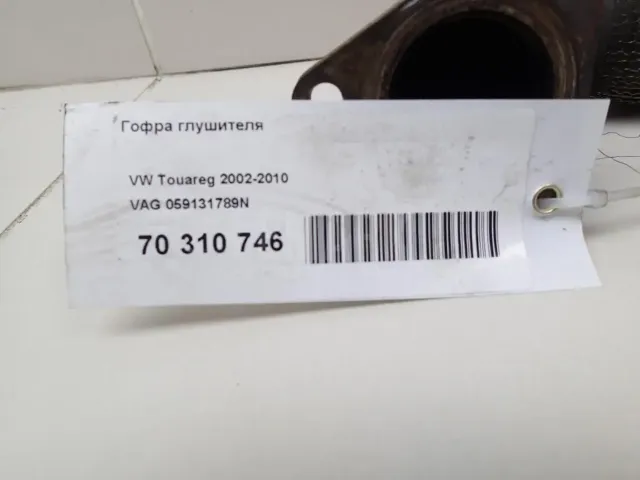 Гофра глушителя
VW Touareg 2002-2010
VAG 059131789N
70 310 746